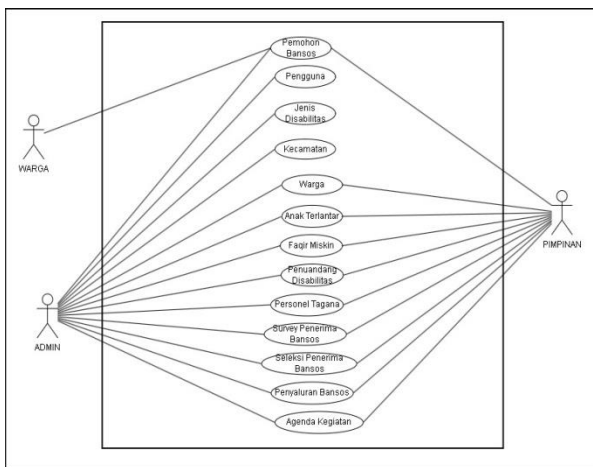 Pemohon
Bansos
Pengguna
Jenis
Disabilitas
Kecamatan
WARGA
Warga
Anak Terlantar
PIMPINAN
Faqir Miskin
Penuandang
Disabilitas
Personel Tagana
ADMIN
Survey Penerima
Bansos
Seleksi Penerima
Bansos
Penyaluran Bansos
Agenda Kegiatan